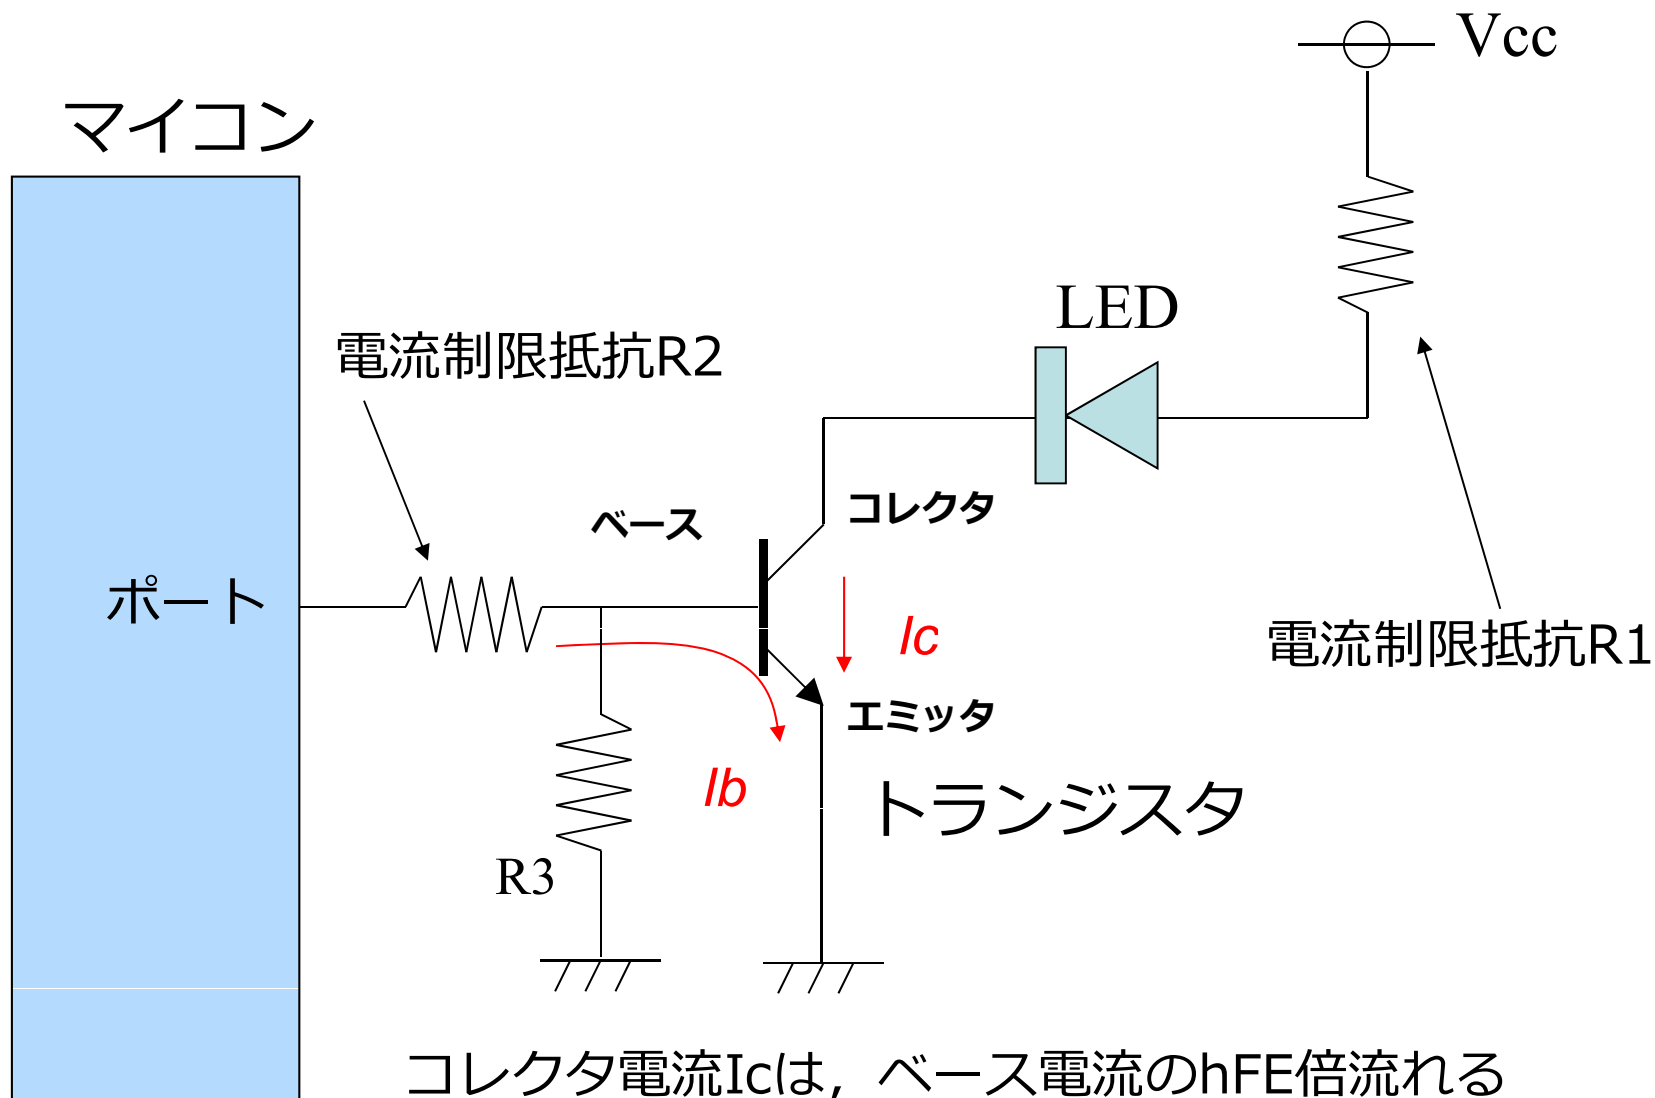 Vcc
マイコン
LED
電流制限抵抗R2
コレクタ
ベース
ポート
Ic
電流制限抵抗R1
エミッタ
Ib
トランジスタ
R3
コレクタ電流Icは，ベース電流のhFE倍流れる